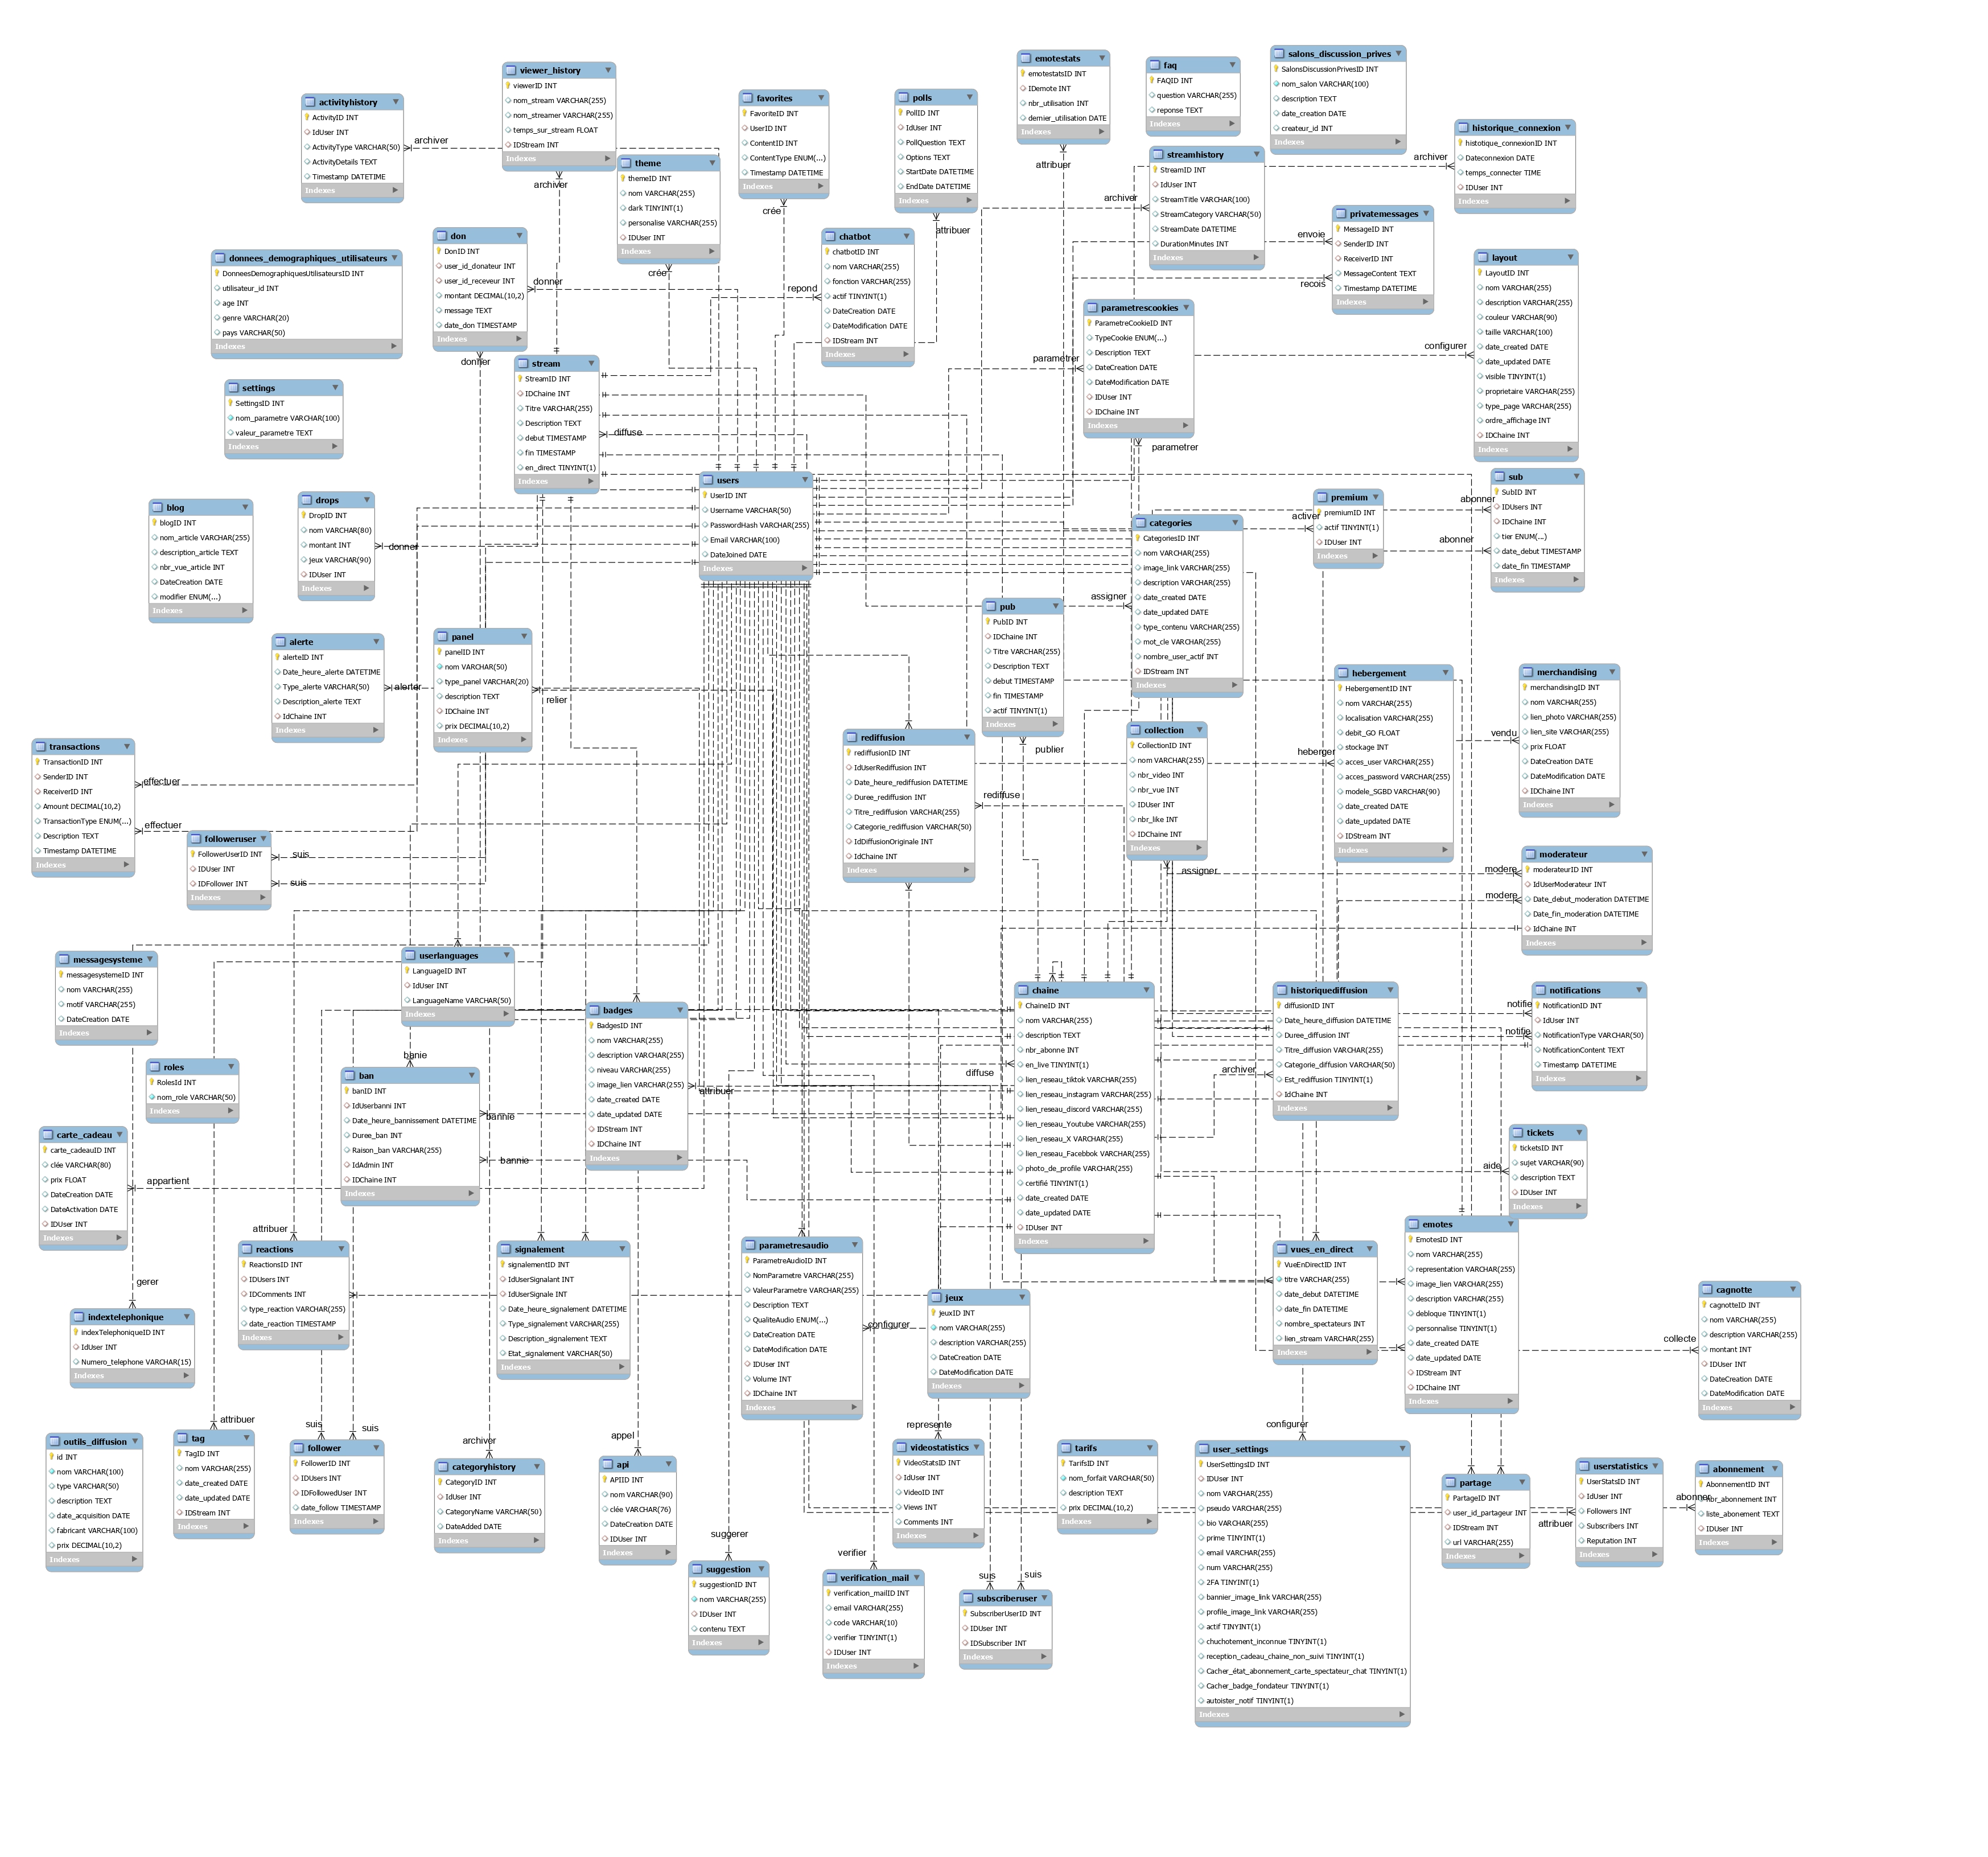 viewer_history
viewerID INT
nom_stream VARCHAR(255)
nom_streamer VARCHAR(255)
temps_sur_stream FLOAT
IDStream INT
Indexes
activityhistory
ActivityID INT
IdUser INT
ActivityType VARCHAR(50)
ActivityDetails TEXT
Timestamp DATETIME
Indexes
archiver
archiver
favorites
FavoriteID INT
UserID INT
ContentID INT
ContentType ENUM(...)
Timestamp DATETIME
Indexes
crée
polls
PollID INT
IdUser INT
PollQuestion TEXT
Options TEXT
StartDate DATETIME
EndDate DATETIME
Indexes
attribuer
emotestats
emotestatsID INT
IDemote INT
nbr_utilisation INT
dernier_utilisation DATE
Indexes
attribuer
faq
FAQID INT
question VARCHAR(255)
reponse TEXT
Indexes
salons_discussion_prives
SalonsDiscussionPrivesID INT
nom_salon VARCHAR(100)
description TEXT
date_creation DATE
createur_id INT
Indexes
historique_connexion
histotique_connexionID INT
Dateconnexion DATE
temps_connecter TIME
IDUser INT
Indexes
archiver
theme
themeID INT
nom VARCHAR(255)
dark TINYINT(1)
personalise VARCHAR(255)
IDUser INT
Indexes
crée
streamhistory
StreamID INT
IdUser INT
StreamTitle VARCHAR(100)
StreamCategory VARCHAR(50)
StreamDate DATETIME
DurationMinutes INT
Indexes
archiver
privatemessages
MessageID INT
SenderID INT
ReceiverID INT
MessageContent TEXT
Timestamp DATETIME
Indexes
envoie
recois
don
DonID INT
user_id_donateur INT
user_id_receveur INT
montant DECIMAL(10,2)
message TEXT
date_don TIMESTAMP
Indexes
donner
donner
chatbot
chatbotID INT
nom VARCHAR(255)
fonction VARCHAR(255)
actif TINYINT(1)
DateCreation DATE
DateModification DATE
IDStream INT
Indexes
repond
donnees_demographiques_utilisateurs
DonneesDemographiquesUtilisateursID INT
utilisateur_id INT
age INT
genre VARCHAR(20)
pays VARCHAR(50)
Indexes
layout
LayoutID INT
nom VARCHAR(255)
description VARCHAR(255)
couleur VARCHAR(90)
taille VARCHAR(100)
date_created DATE
date_updated DATE
visible TINYINT(1)
proprietaire VARCHAR(255)
type_page VARCHAR(255)
ordre_affichage INT
IDChaine INT
Indexes
configurer
parametrescookies
ParametreCookieID INT
TypeCookie ENUM(...)
Description TEXT
DateCreation DATE
DateModification DATE
IDUser INT
IDChaine INT
Indexes
parametrer
parametrer
stream
StreamID INT
IDChaine INT
Titre VARCHAR(255)
Description TEXT
debut TIMESTAMP
fin TIMESTAMP
en_direct TINYINT(1)
Indexes
diffuse
settings
SettingsID INT
nom_parametre VARCHAR(100)
valeur_parametre TEXT
Indexes
users
UserID INT
Username VARCHAR(50)
PasswordHash VARCHAR(255)
Email VARCHAR(100)
DateJoined DATE
Indexes
sub
SubID INT
IDUsers INT
IDChaine INT
tier ENUM(...)
date_debut TIMESTAMP
date_fin TIMESTAMP
Indexes
abonner
abonner
premium
premiumID INT
actif TINYINT(1)
IDUser INT
Indexes
activer
blog
blogID INT
nom_article VARCHAR(255)
description_article TEXT
nbr_vue_article INT
DateCreation DATE
modifier ENUM(...)
Indexes
drops
DropID INT
nom VARCHAR(80)
montant INT
jeux VARCHAR(90)
IDUser INT
Indexes
donner
categories
CategoriesID INT
nom VARCHAR(255)
image_link VARCHAR(255)
description VARCHAR(255)
date_created DATE
date_updated DATE
type_contenu VARCHAR(255)
mot_cle VARCHAR(255)
nombre_user_actif INT
IDStream INT
Indexes
assigner
pub
PubID INT
IDChaine INT
Titre VARCHAR(255)
Description TEXT
debut TIMESTAMP
fin TIMESTAMP
actif TINYINT(1)
Indexes
publier
alerte
alerteID INT
Date_heure_alerte DATETIME
Type_alerte VARCHAR(50)
Description_alerte TEXT
IdChaine INT
Indexes
alerter
panel
panelID INT
nom VARCHAR(50)
type_panel VARCHAR(20)
description TEXT
IDChaine INT
prix DECIMAL(10,2)
Indexes
relier
hebergement
HebergementID INT
nom VARCHAR(255)
localisation VARCHAR(255)
debit_GO FLOAT
stockage INT
acces_user VARCHAR(255)
acces_password VARCHAR(255)
modele_SGBD VARCHAR(90)
date_created DATE
date_updated DATE
IDStream INT
Indexes
heberger
merchandising
merchandisingID INT
nom VARCHAR(255)
lien_photo VARCHAR(255)
lien_site VARCHAR(255)
prix FLOAT
DateCreation DATE
DateModification DATE
IDChaine INT
Indexes
vendu
collection
CollectionID INT
nom VARCHAR(255)
nbr_video INT
nbr_vue INT
IDUser INT
nbr_like INT
IDChaine INT
Indexes
assigner
rediffusion
rediffusionID INT
IdUserRediffusion INT
Date_heure_rediffusion DATETIME
Duree_rediffusion INT
Titre_rediffusion VARCHAR(255)
Categorie_rediffusion VARCHAR(50)
IdDiffusionOriginale INT
IdChaine INT
Indexes
rediffuse
transactions
TransactionID INT
SenderID INT
ReceiverID INT
Amount DECIMAL(10,2)
TransactionType ENUM(...)
Description TEXT
Timestamp DATETIME
Indexes
effectuer
effectuer
followeruser
FollowerUserID INT
IDUser INT
IDFollower INT
Indexes
suis
suis
moderateur
moderateurID INT
IdUserModerateur INT
Date_debut_moderation DATETIME
Date_fin_moderation DATETIME
IdChaine INT
Indexes
modere
modere
messagesysteme
messagesystemeID INT
nom VARCHAR(255)
motif VARCHAR(255)
DateCreation DATE
Indexes
userlanguages
LanguageID INT
IdUser INT
LanguageName VARCHAR(50)
Indexes
badges
BadgesID INT
nom VARCHAR(255)
description VARCHAR(255)
niveau VARCHAR(255)
image_lien VARCHAR(255)
date_created DATE
date_updated DATE
IDStream INT
IDChaine INT
Indexes
attribuer
chaine
ChaineID INT
nom VARCHAR(255)
description TEXT
nbr_abonne INT
en_live TINYINT(1)
lien_reseau_tiktok VARCHAR(255)
lien_reseau_instagram VARCHAR(255)
lien_reseau_discord VARCHAR(255)
lien_reseau_Youtube VARCHAR(255)
lien_reseau_X VARCHAR(255)
lien_reseau_Facebbok VARCHAR(255)
photo_de_profile VARCHAR(255)
certifié TINYINT(1)
date_created DATE
date_updated DATE
IDUser INT
Indexes
diffuse
historiquediffusion
diffusionID INT
Date_heure_diffusion DATETIME
Duree_diffusion INT
Titre_diffusion VARCHAR(255)
Categorie_diffusion VARCHAR(50)
Est_rediffusion TINYINT(1)
IdChaine INT
Indexes
archiver
notifications
NotificationID INT
IdUser INT
NotificationType VARCHAR(50)
NotificationContent TEXT
Timestamp DATETIME
Indexes
notifie
notifie
roles
RolesId INT
nom_role VARCHAR(50)
Indexes
ban
banID INT
IdUserbanni INT
Date_heure_bannissement DATETIME
Duree_ban INT
Raison_ban VARCHAR(255)
IdAdmin INT
IDChaine INT
Indexes
banie
bannie
bannie
carte_cadeau
carte_cadeauID INT
clée VARCHAR(80)
prix FLOAT
DateCreation DATE
DateActivation DATE
IDUser INT
Indexes
appartient
tickets
ticketsID INT
sujet VARCHAR(90)
description TEXT
IDUser INT
Indexes
aide
emotes
EmotesID INT
nom VARCHAR(255)
representation VARCHAR(255)
image_lien VARCHAR(255)
description VARCHAR(255)
debloque TINYINT(1)
personnalise TINYINT(1)
date_created DATE
date_updated DATE
IDStream INT
IDChaine INT
Indexes
reactions
ReactionsID INT
IDUsers INT
IDComments INT
type_reaction VARCHAR(255)
date_reaction TIMESTAMP
Indexes
attribuer
signalement
signalementID INT
IdUserSignalant INT
IdUserSignale INT
Date_heure_signalement DATETIME
Type_signalement VARCHAR(255)
Description_signalement TEXT
Etat_signalement VARCHAR(50)
Indexes
parametresaudio
ParametreAudioID INT
NomParametre VARCHAR(255)
ValeurParametre VARCHAR(255)
Description TEXT
QualiteAudio ENUM(...)
DateCreation DATE
DateModification DATE
IDUser INT
Volume INT
IDChaine INT
Indexes
configurer
vues_en_direct
VueEnDirectID INT
titre VARCHAR(255)
date_debut DATETIME
date_fin DATETIME
nombre_spectateurs INT
lien_stream VARCHAR(255)
Indexes
jeux
jeuxID INT
nom VARCHAR(255)
description VARCHAR(255)
DateCreation DATE
DateModification DATE
Indexes
cagnotte
cagnotteID INT
nom VARCHAR(255)
description VARCHAR(255)
montant INT
IDUser INT
DateCreation DATE
DateModification DATE
Indexes
collecte
gerer
indextelephonique
indexTelephoniqueID INT
IdUser INT
Numero_telephone VARCHAR(15)
Indexes
outils_diffusion
id INT
nom VARCHAR(100)
type VARCHAR(50)
description TEXT
date_acquisition DATE
fabricant VARCHAR(100)
prix DECIMAL(10,2)
Indexes
attribuer
tag
TagID INT
nom VARCHAR(255)
date_created DATE
date_updated DATE
IDStream INT
Indexes
suis
suis
follower
FollowerID INT
IDUsers INT
IDFollowedUser INT
date_follow TIMESTAMP
Indexes
archiver
categoryhistory
CategoryID INT
IdUser INT
CategoryName VARCHAR(50)
DateAdded DATE
Indexes
appel
api
APIID INT
nom VARCHAR(90)
clée VARCHAR(76)
DateCreation DATE
IDUser INT
Indexes
suggerer
suggestion
suggestionID INT
nom VARCHAR(255)
IDUser INT
contenu TEXT
Indexes
verifier
verification_mail
verification_mailID INT
email VARCHAR(255)
code VARCHAR(10)
verifier TINYINT(1)
IDUser INT
Indexes
represente
videostatistics
VideoStatsID INT
IdUser INT
VideoID INT
Views INT
Comments INT
Indexes
suis
suis
subscriberuser
SubscriberUserID INT
IDUser INT
IDSubscriber INT
Indexes
tarifs
TarifsID INT
nom_forfait VARCHAR(50)
description TEXT
prix DECIMAL(10,2)
Indexes
configurer
user_settings
UserSettingsID INT
IDUser INT
nom VARCHAR(255)
pseudo VARCHAR(255)
bio VARCHAR(255)
prime TINYINT(1)
email VARCHAR(255)
num VARCHAR(255)
2FA TINYINT(1)
bannier_image_link VARCHAR(255)
profile_image_link VARCHAR(255)
actif TINYINT(1)
chuchotement_inconnue TINYINT(1)
reception_cadeau_chaine_non_suivi TINYINT(1)
Cacher_état_abonnement_carte_spectateur_chat TINYINT(1)
Cacher_badge_fondateur TINYINT(1)
autoister_notif TINYINT(1)
Indexes
partage
PartageID INT
user_id_partageur INT
IDStream INT
url VARCHAR(255)
Indexes
attribuer
userstatistics
UserStatsID INT
IdUser INT
Followers INT
Subscribers INT
Reputation INT
Indexes
abonner
abonnement
AbonnementID INT
nbr_abonnement INT
liste_abonement TEXT
IDUser INT
Indexes